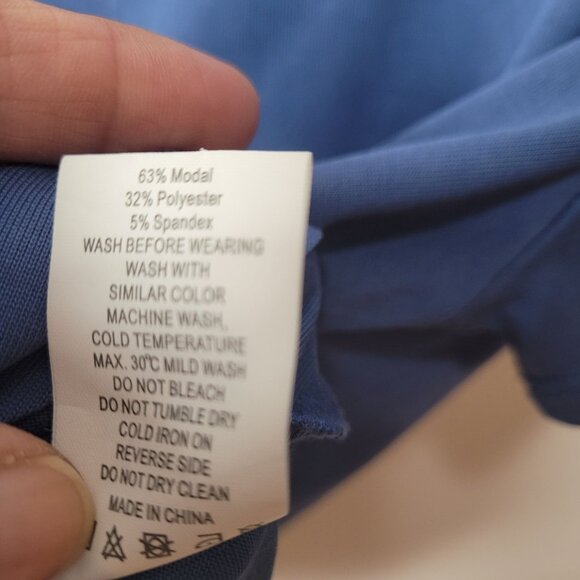 63% Modal
32% Polyester
5% Spandex
WASH BEFORE WEARING
WASH WITH
SIMILAR COLOR
MACHINE WASH,
COLD TEMPERATURE
MAX. 30℃ MILD WASH
DO NOT BLEACH
DO NOT TUMBLE DRY
COLD IRON ON
REVERSE SIDE
DO NOT DRY CLEAN
MADE IN CHINA